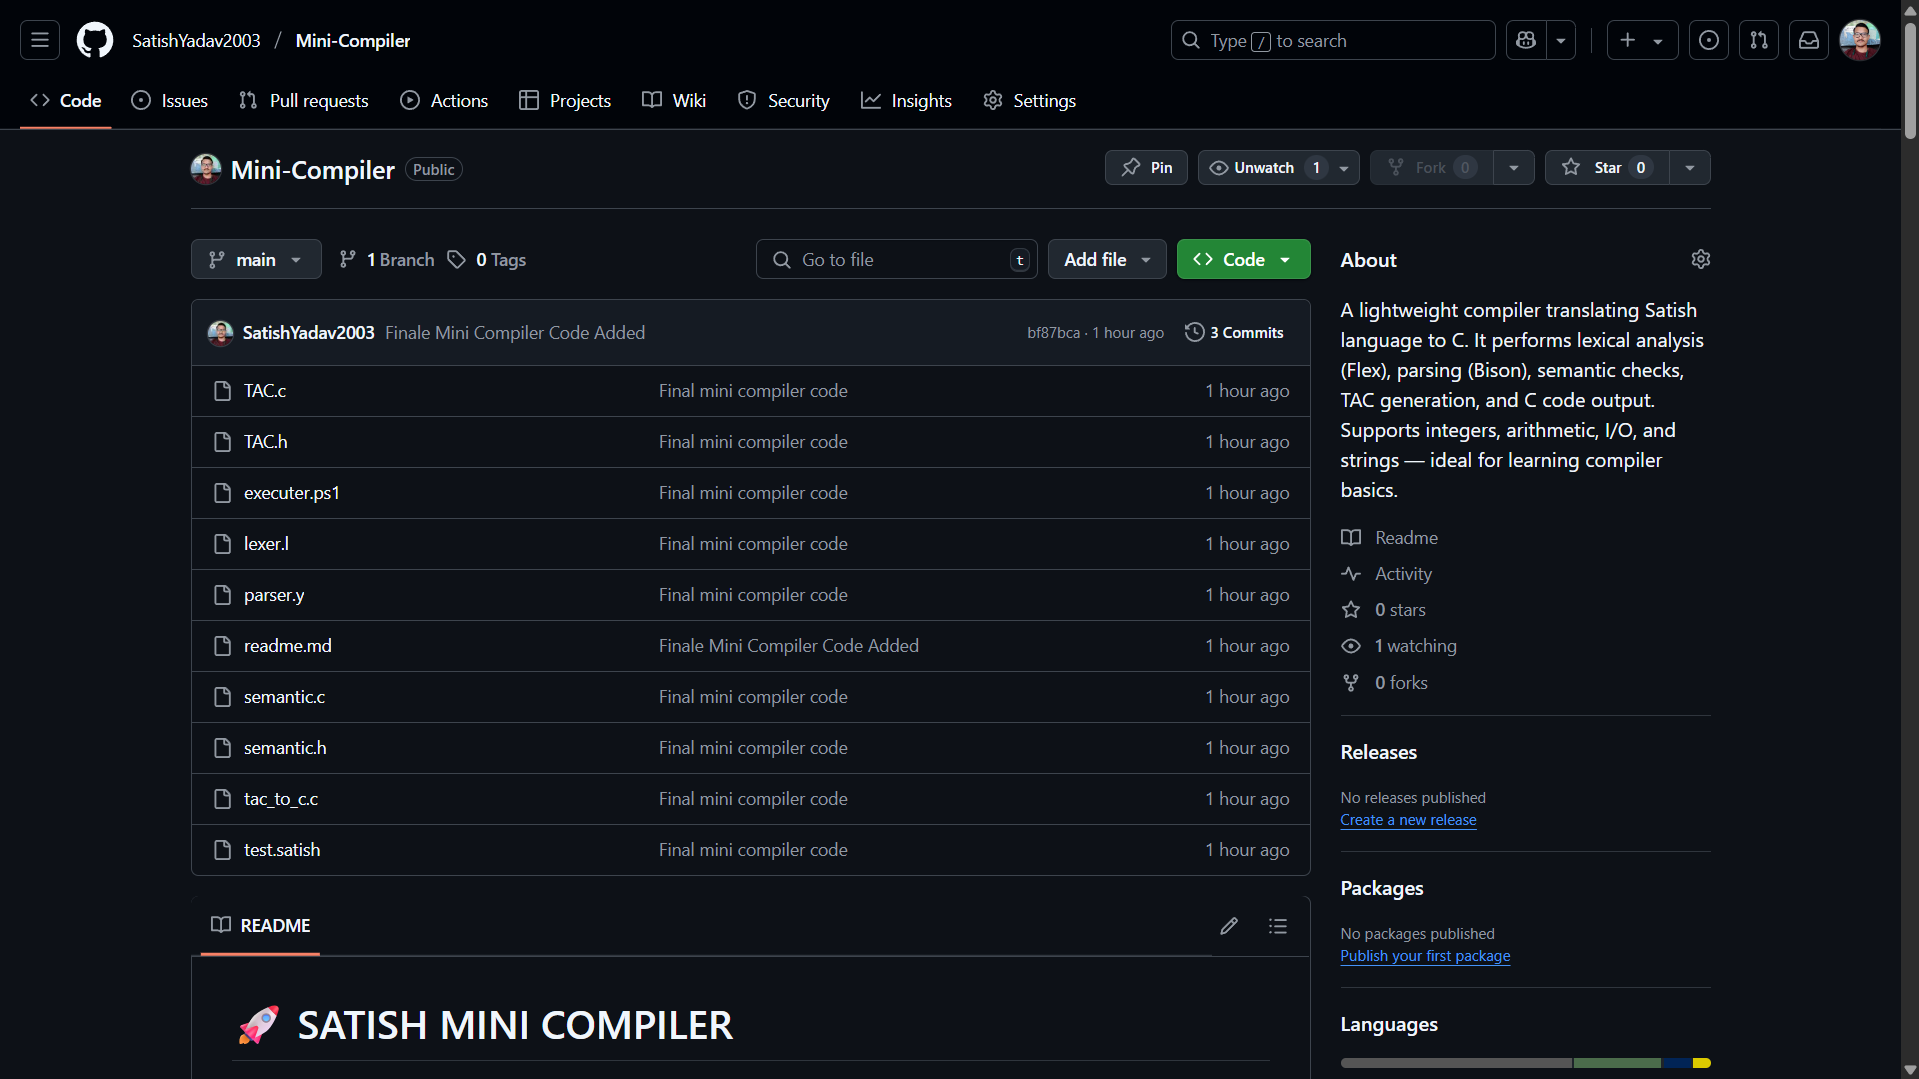 SatishYadav2003 / Mini-Compiler
Type / to search
Code
Issues
Pull requests
Actions
Projects
Wiki
Security
Insights
Settings
Mini-Compiler Public
Pin
Unwatch 1
Fork 0
Star 0
main
1 Branch
0 Tags
Go to file t
Add file
Code
SatishYadav2003 Finale Mini Compiler Code Added bf87bca · 1 hour ago 3 Commits
TAC.c Final mini compiler code 1 hour ago
TAC.h Final mini compiler code 1 hour ago
executer.ps1 Final mini compiler code 1 hour ago
lexer.l Final mini compiler code 1 hour ago
parser.y Final mini compiler code 1 hour ago
readme.md Finale Mini Compiler Code Added 1 hour ago
semantic.c Final mini compiler code 1 hour ago
semantic.h Final mini compiler code 1 hour ago
tac_to_c.c Final mini compiler code 1 hour ago
test.satish Final mini compiler code 1 hour ago
README
🚀 SATISH MINI COMPILER
About
A lightweight compiler translating Satish
language to C. It performs lexical analysis
(Flex), parsing (Bison), semantic checks,
TAC generation, and C code output.
Supports integers, arithmetic, I/O, and
strings — ideal for learning compiler
basics.
Readme
Activity
0 stars
1 watching
0 forks
Releases
No releases published
Create a new release
Packages
No packages published
Publish your first package
Languages